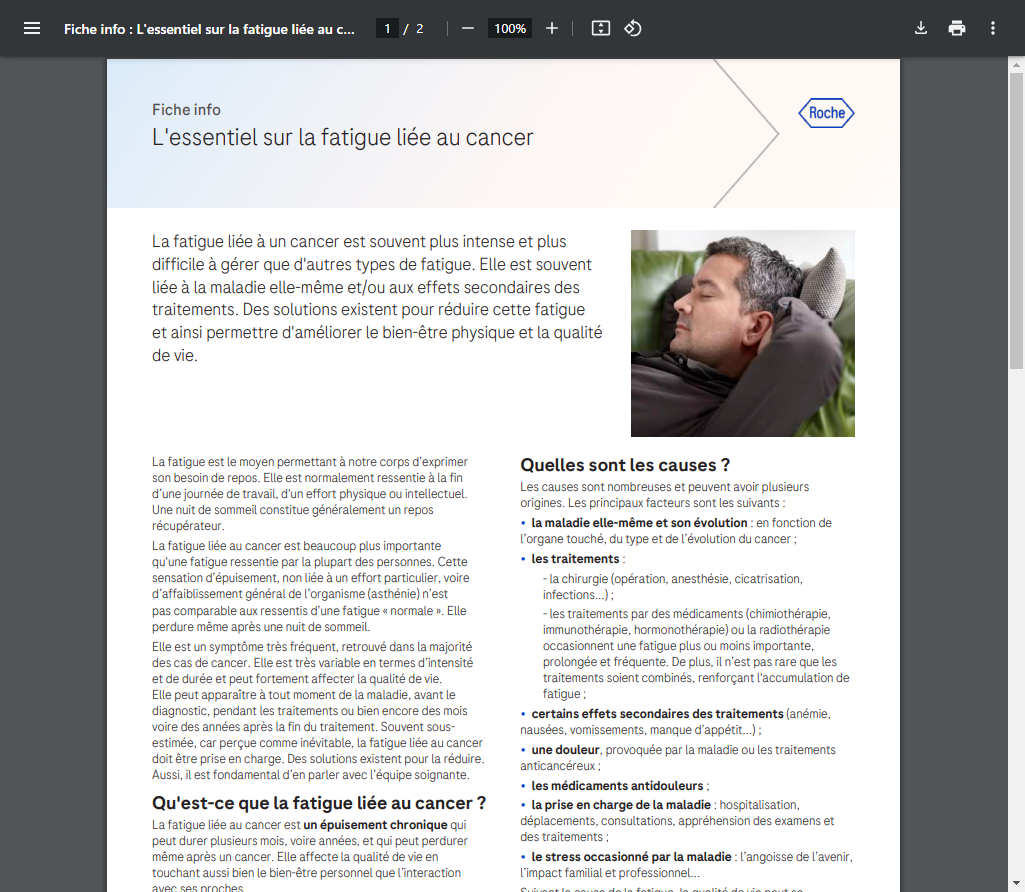 Fiche info : L'essentiel sur la fatigue liée au c...
1 / 2
100%
Fiche info
L'essentiel sur la fatigue liée au cancer
Roche
La fatigue liée à un cancer est souvent plus intense et plus
difficile à gérer que d'autres types de fatigue. Elle est souvent
liée à la maladie elle-même et/ou aux effets secondaires des
traitements. Des solutions existent pour réduire cette fatigue
et ainsi permettre d'améliorer le bien-être physique et la qualité
de vie.
La fatigue est le moyen permettant à notre corps d'exprimer
son besoin de repos. Elle est normalement ressentie à la fin
d'une journée de travail, d'un effort physique ou intellectuel.
Une nuit de sommeil constitue généralement un repos
récupérateur.
La fatigue liée au cancer est beaucoup plus importante
qu'une fatigue ressentie par la plupart des personnes. Cette
sensation d'épuisement, non liée à un effort particulier, voire
d'affaiblissement général de l'organisme (asthénie) n'est
pas comparable aux ressentis d'une fatigue « normale ». Elle
perdure même après une nuit de sommeil.
Elle est un symptôme très fréquent, retrouvé dans la majorité
des cas de cancer. Elle est très variable en termes d'intensité
et de durée et peut fortement affecter la qualité de vie.
Elle peut apparaître à tout moment de la maladie, avant le
diagnostic, pendant les traitements ou bien encore des mois
voire des années après la fin du traitement. Souvent sous-
estimée, car perçue comme inévitable, la fatigue liée au cancer
doit être prise en charge. Des solutions existent pour la réduire.
Aussi, il est fondamental d'en parler avec l'équipe soignante.
Qu'est-ce que la fatigue liée au cancer ?
La fatigue liée au cancer est un épuisement chronique qui
peut durer plusieurs mois, voire années, et qui peut perdurer
même après un cancer. Elle affecte la qualité de vie en
touchant aussi bien le bien-être personnel que l'interaction
avec ses proches
Quelles sont les causes ?
Les causes sont nombreuses et peuvent avoir plusieurs
origines. Les principaux facteurs sont les suivants :
• la maladie elle-même et son évolution : en fonction de
l'organe touché, du type et de l'évolution du cancer ;
• les traitements :
- la chirurgie (opération, anesthésie, cicatrisation,
infections...) ;
- les traitements par des médicaments (chimiothérapie,
immunothérapie, hormonothérapie) ou la radiothérapie
occasionnent une fatigue plus ou moins importante,
prolongée et fréquente. De plus, il n'est pas rare que les
traitements soient combinés, renforçant l'accumulation de
fatigue ;
• certains effets secondaires des traitements (anémie,
nausées, vomissements, manque d'appétit...) ;
• une douleur, provoquée par la maladie ou les traitements
anticancéreux ;
• les médicaments antidouleurs ;
• la prise en charge de la maladie : hospitalisation,
déplacements, consultations, appréhension des examens et
des traitements ;
• le stress occasionné par la maladie : l'angoisse de l'avenir,
l'impact familial et professionnel...
Suivant la cause de la fatigue, la qualité de vie peut se